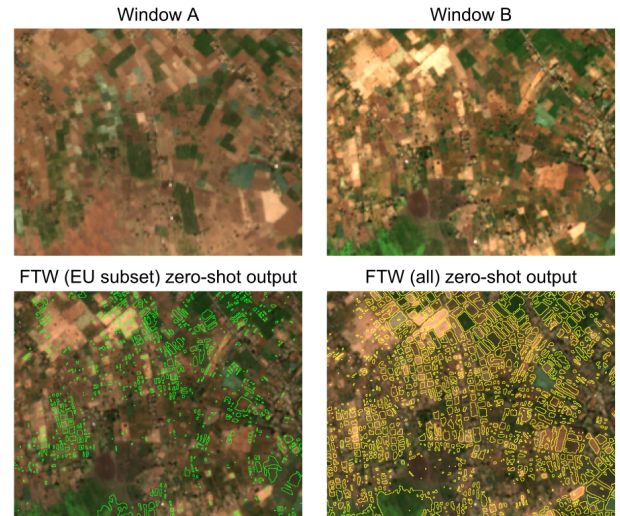 Window A
Window B
FTW (EU subset) zero-shot output
FTW (all) zero-shot output